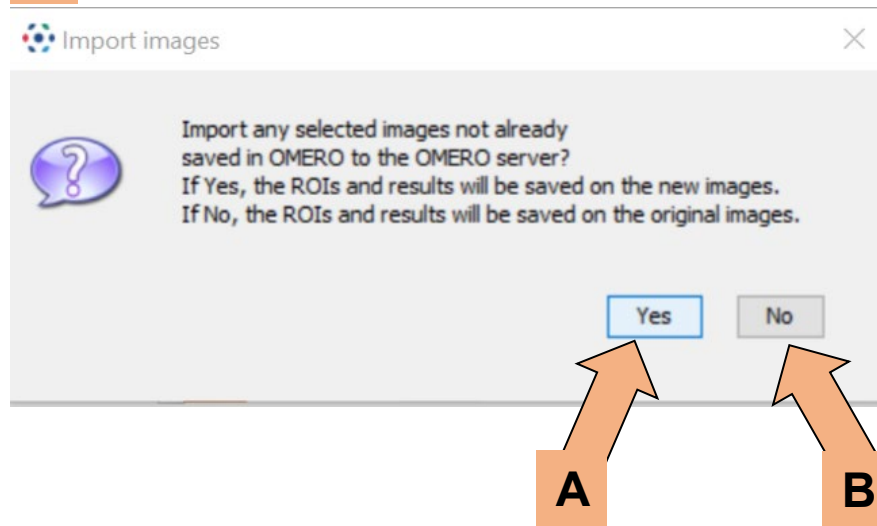 Import images
Import any selected images not already
saved in OMERO to the OMERO server?
If Yes, the ROIs and results will be saved on the new images.
If No, the ROIs and results will be saved on the original images.
Yes No
A B